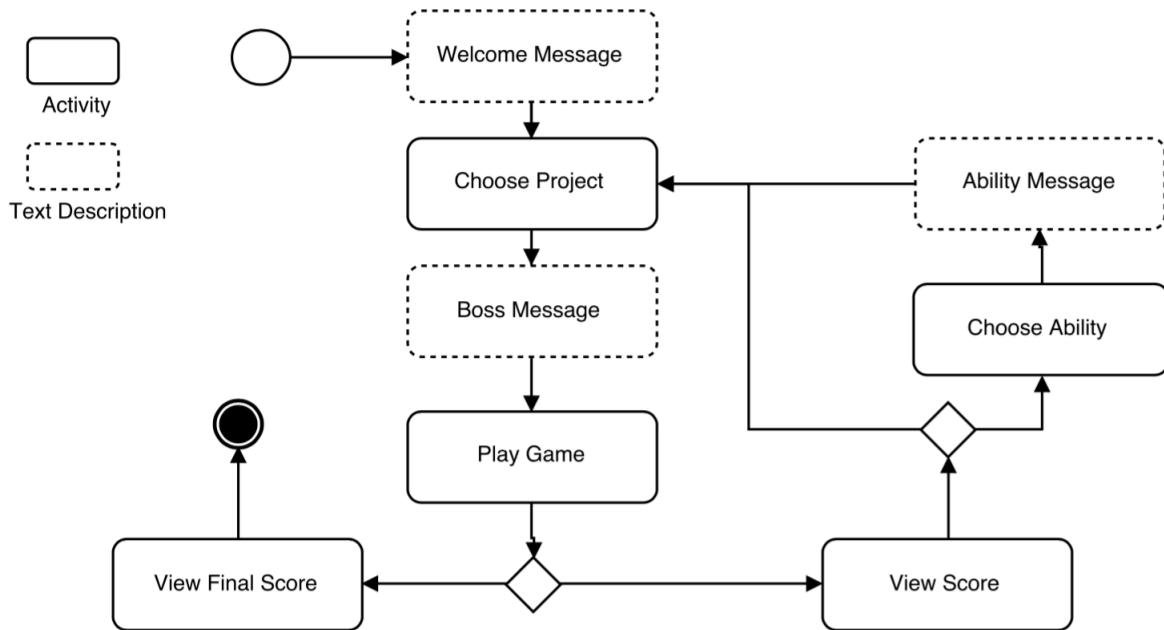 Activity
Text Description
Welcome Message
Choose Project
Boss Message
Play Game
View Final Score
View Score
Choose Ability
Ability Message